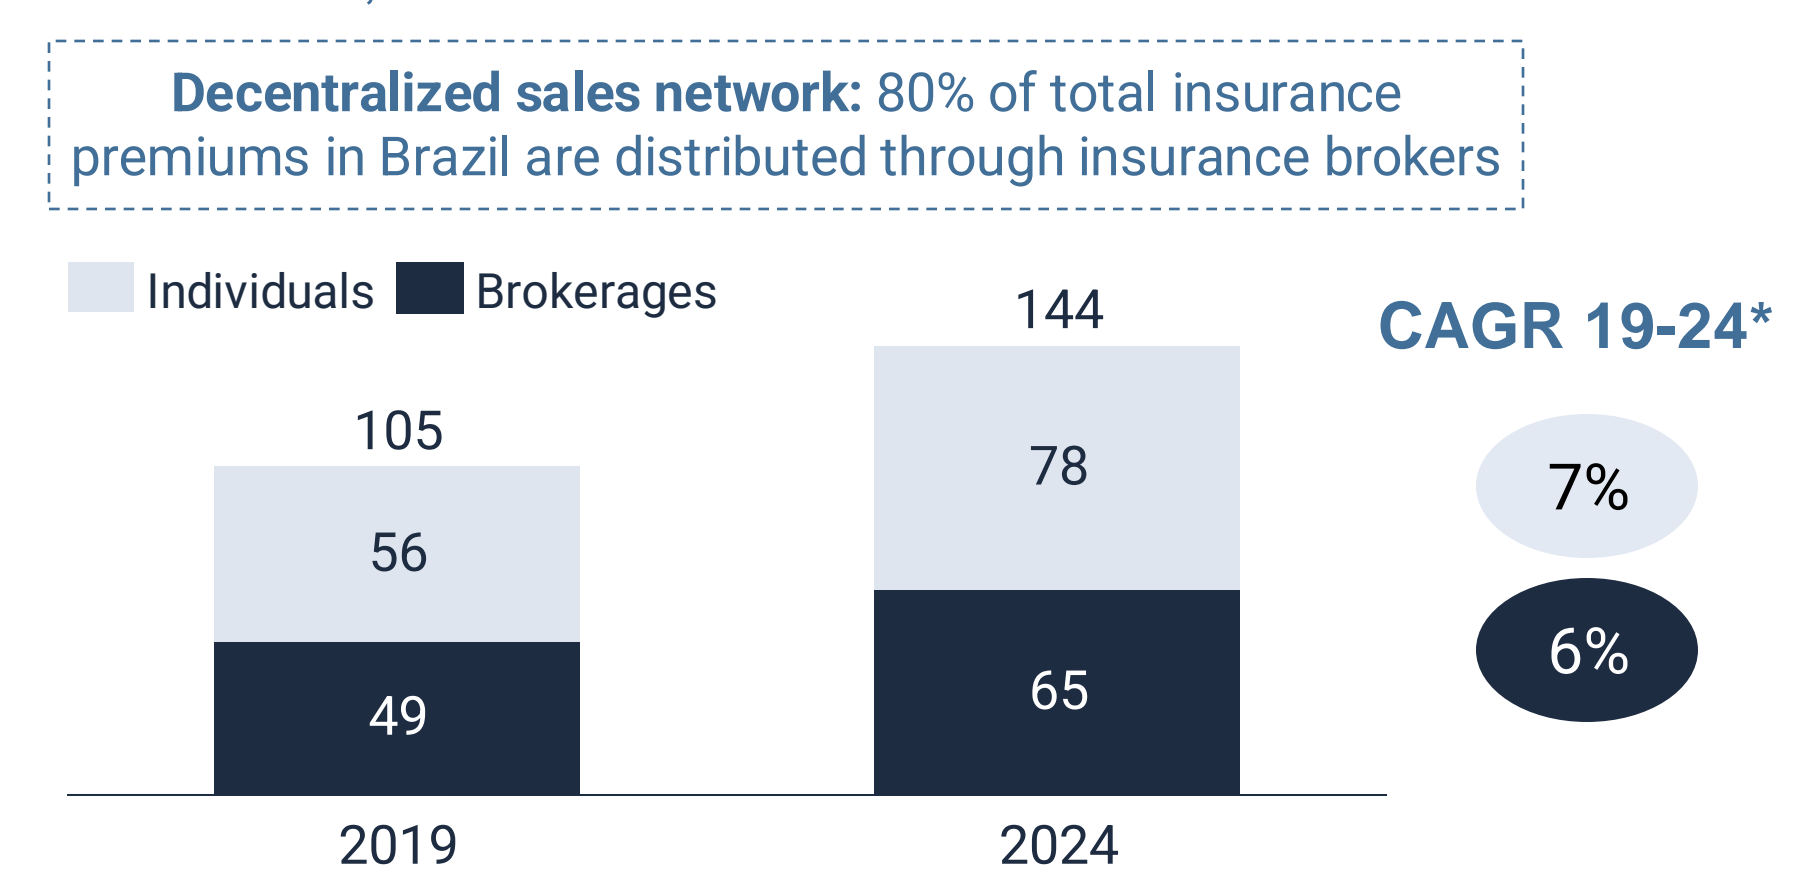 Decentralized sales network: 80% of total insurance
premiums in Brazil are distributed through insurance brokers
Individuals Brokerages
144
CAGR 19-24*
105
78
7%
56
65
6%
49
2019 2024